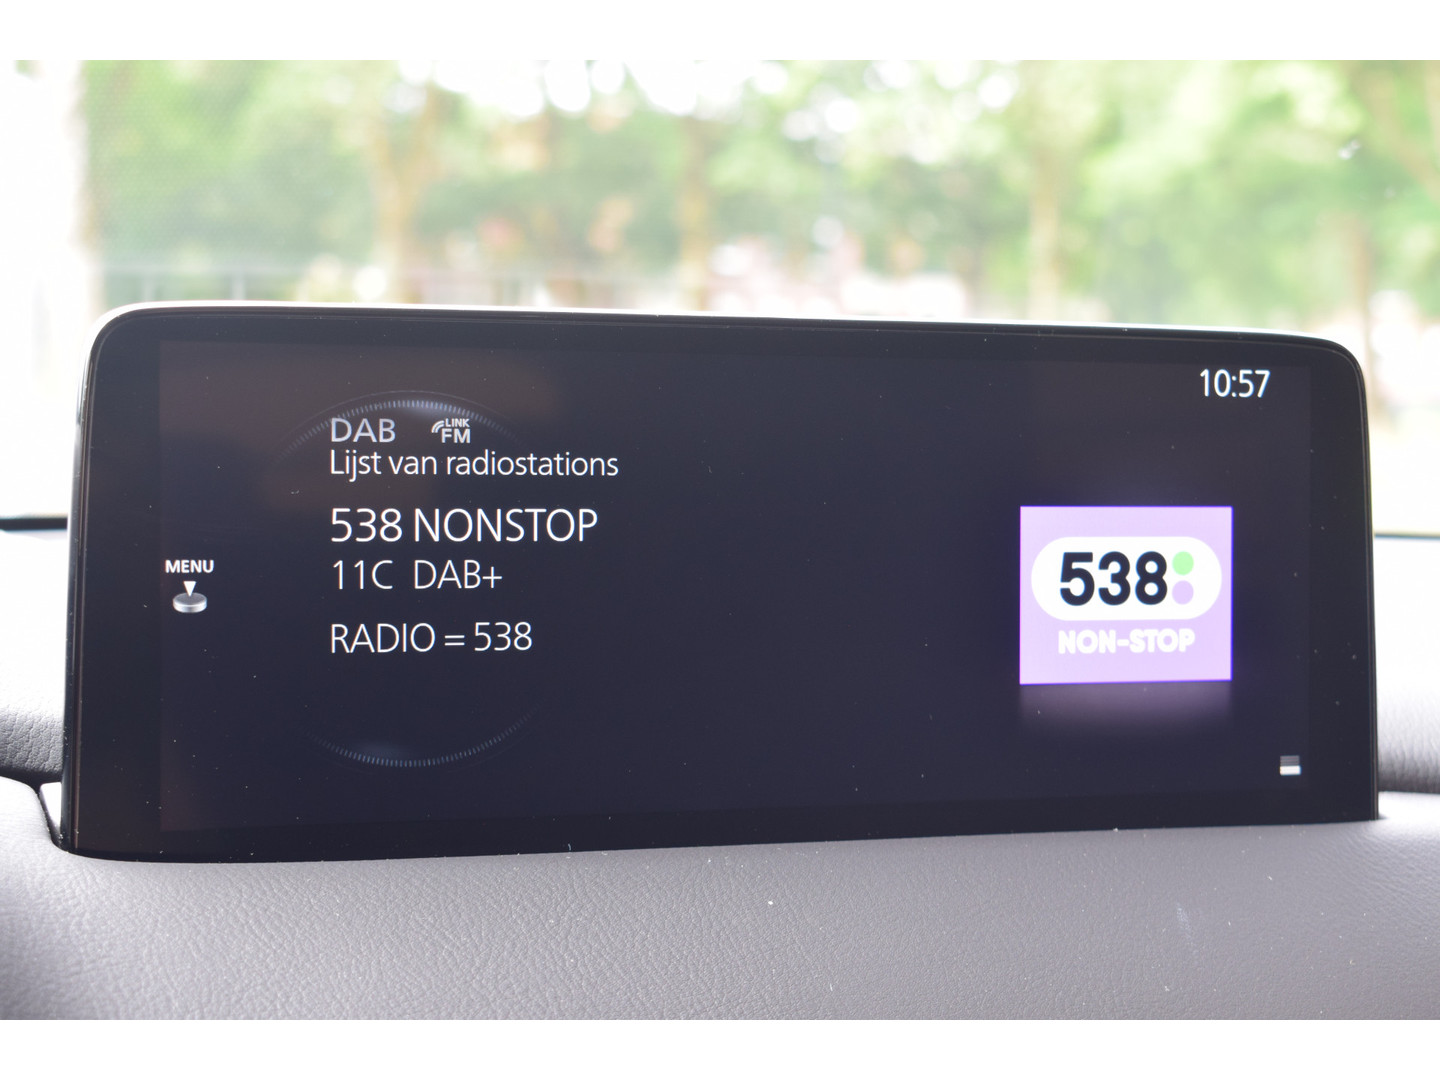 10:57
DAB LINK FM
Lijst van radiostations
538 NONSTOP
11C DAB+
RADIO = 538
MENU
538
NON-STOP